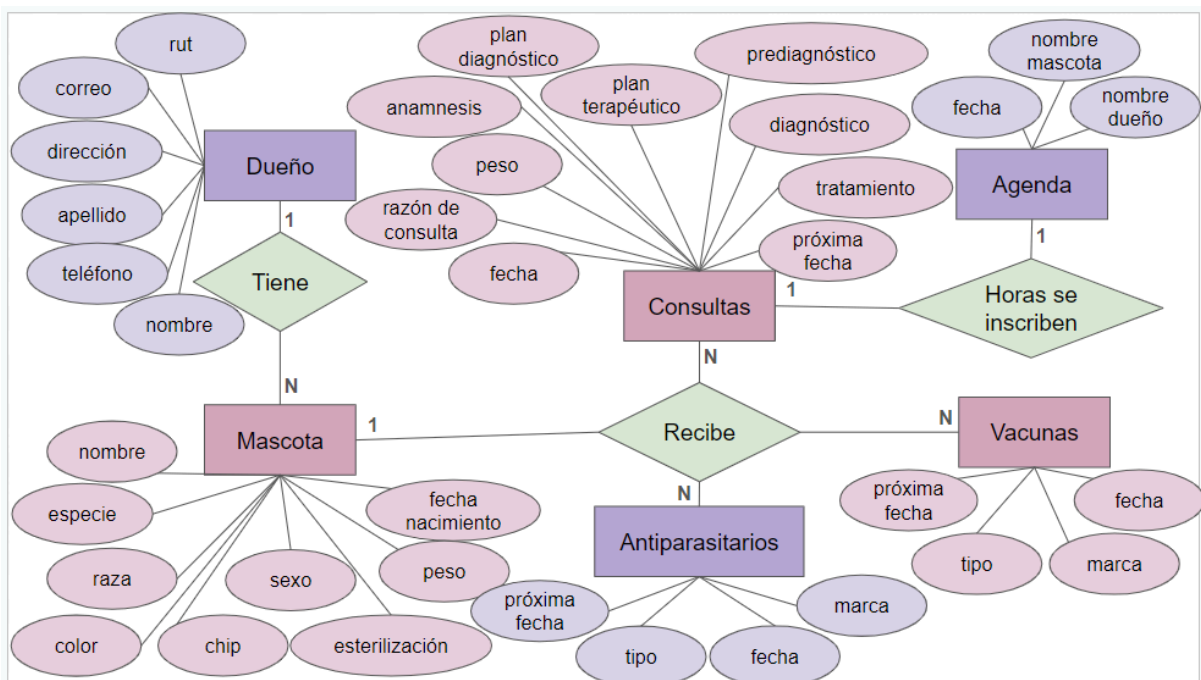 rut
correo
dirección
apellido
teléfono
nombre
Dueño
1
Tiene
N
plan
diagnóstico
plan
terapéutico
prediagnóstico
anamnesis
diagnóstico
peso
tratamiento
razón de
consulta
próxima
fecha
fecha
Consultas
1
N
nombre
mascota
fecha
nombre
dueño
Agenda
1
Horas se
inscriben
Mascota
1
Recibe
N
Vacunas
N
nombre
especie
raza
color
chip
sexo
esterilización
peso
fecha
nacimiento
Antiparasitarios
próxima
fecha
tipo
fecha
marca
próxima
fecha
tipo
marca
fecha